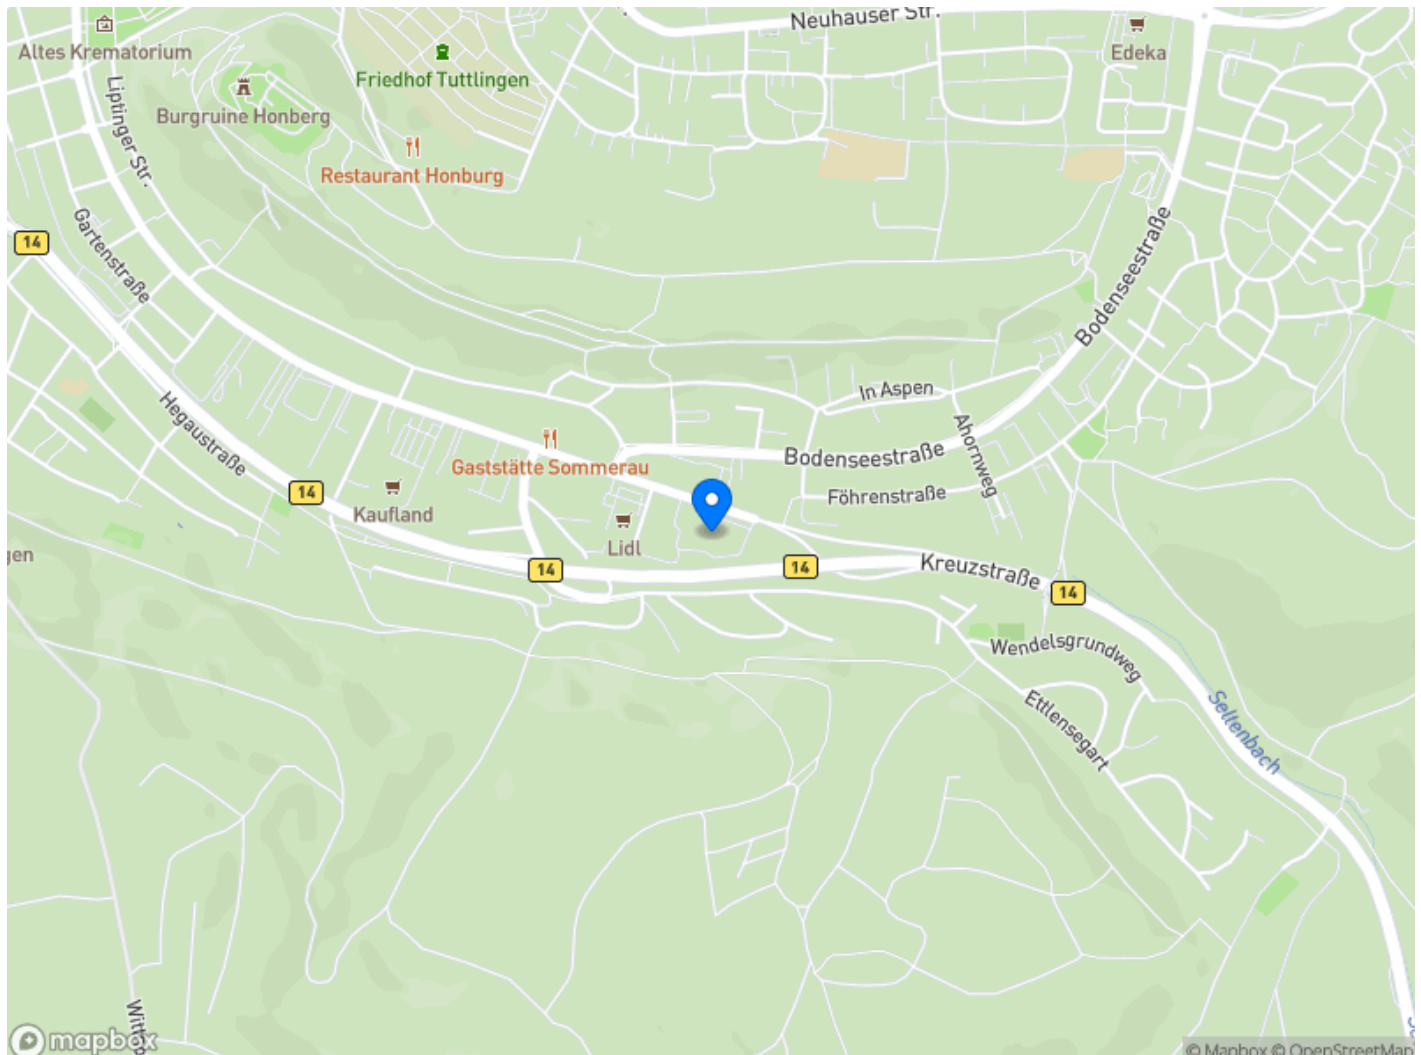 Neuhauser Str.
Altes Krematorium
Edeka
Friedhof Tuttlingen
Liptinger Str.
Burgruine Honberg
Restaurant Honburg
Gartenstraße
14
Bodenseestraße
In Aspen
Hegaustraße
Ahornweg
Gaststätte Sommerau
Bodenseestraße
14
Kaufland
Föhrenstraße
Lidl
gen
14
14
Kreuzstraße
14
Wendelsgrundweg
Ettlensegart
Seltenbach
mapbox
© Mapbox © OpenStreetMap